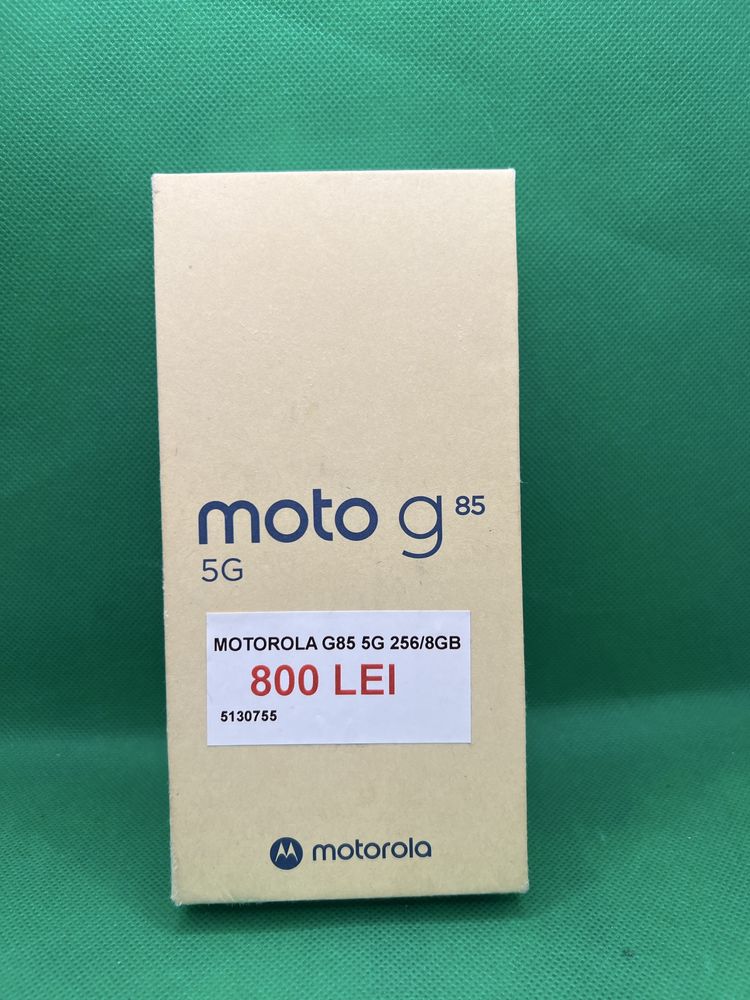 moto g 85
5G
MOTOROLA G85 5G 256/8GB
800 LEI
5130755
motorola